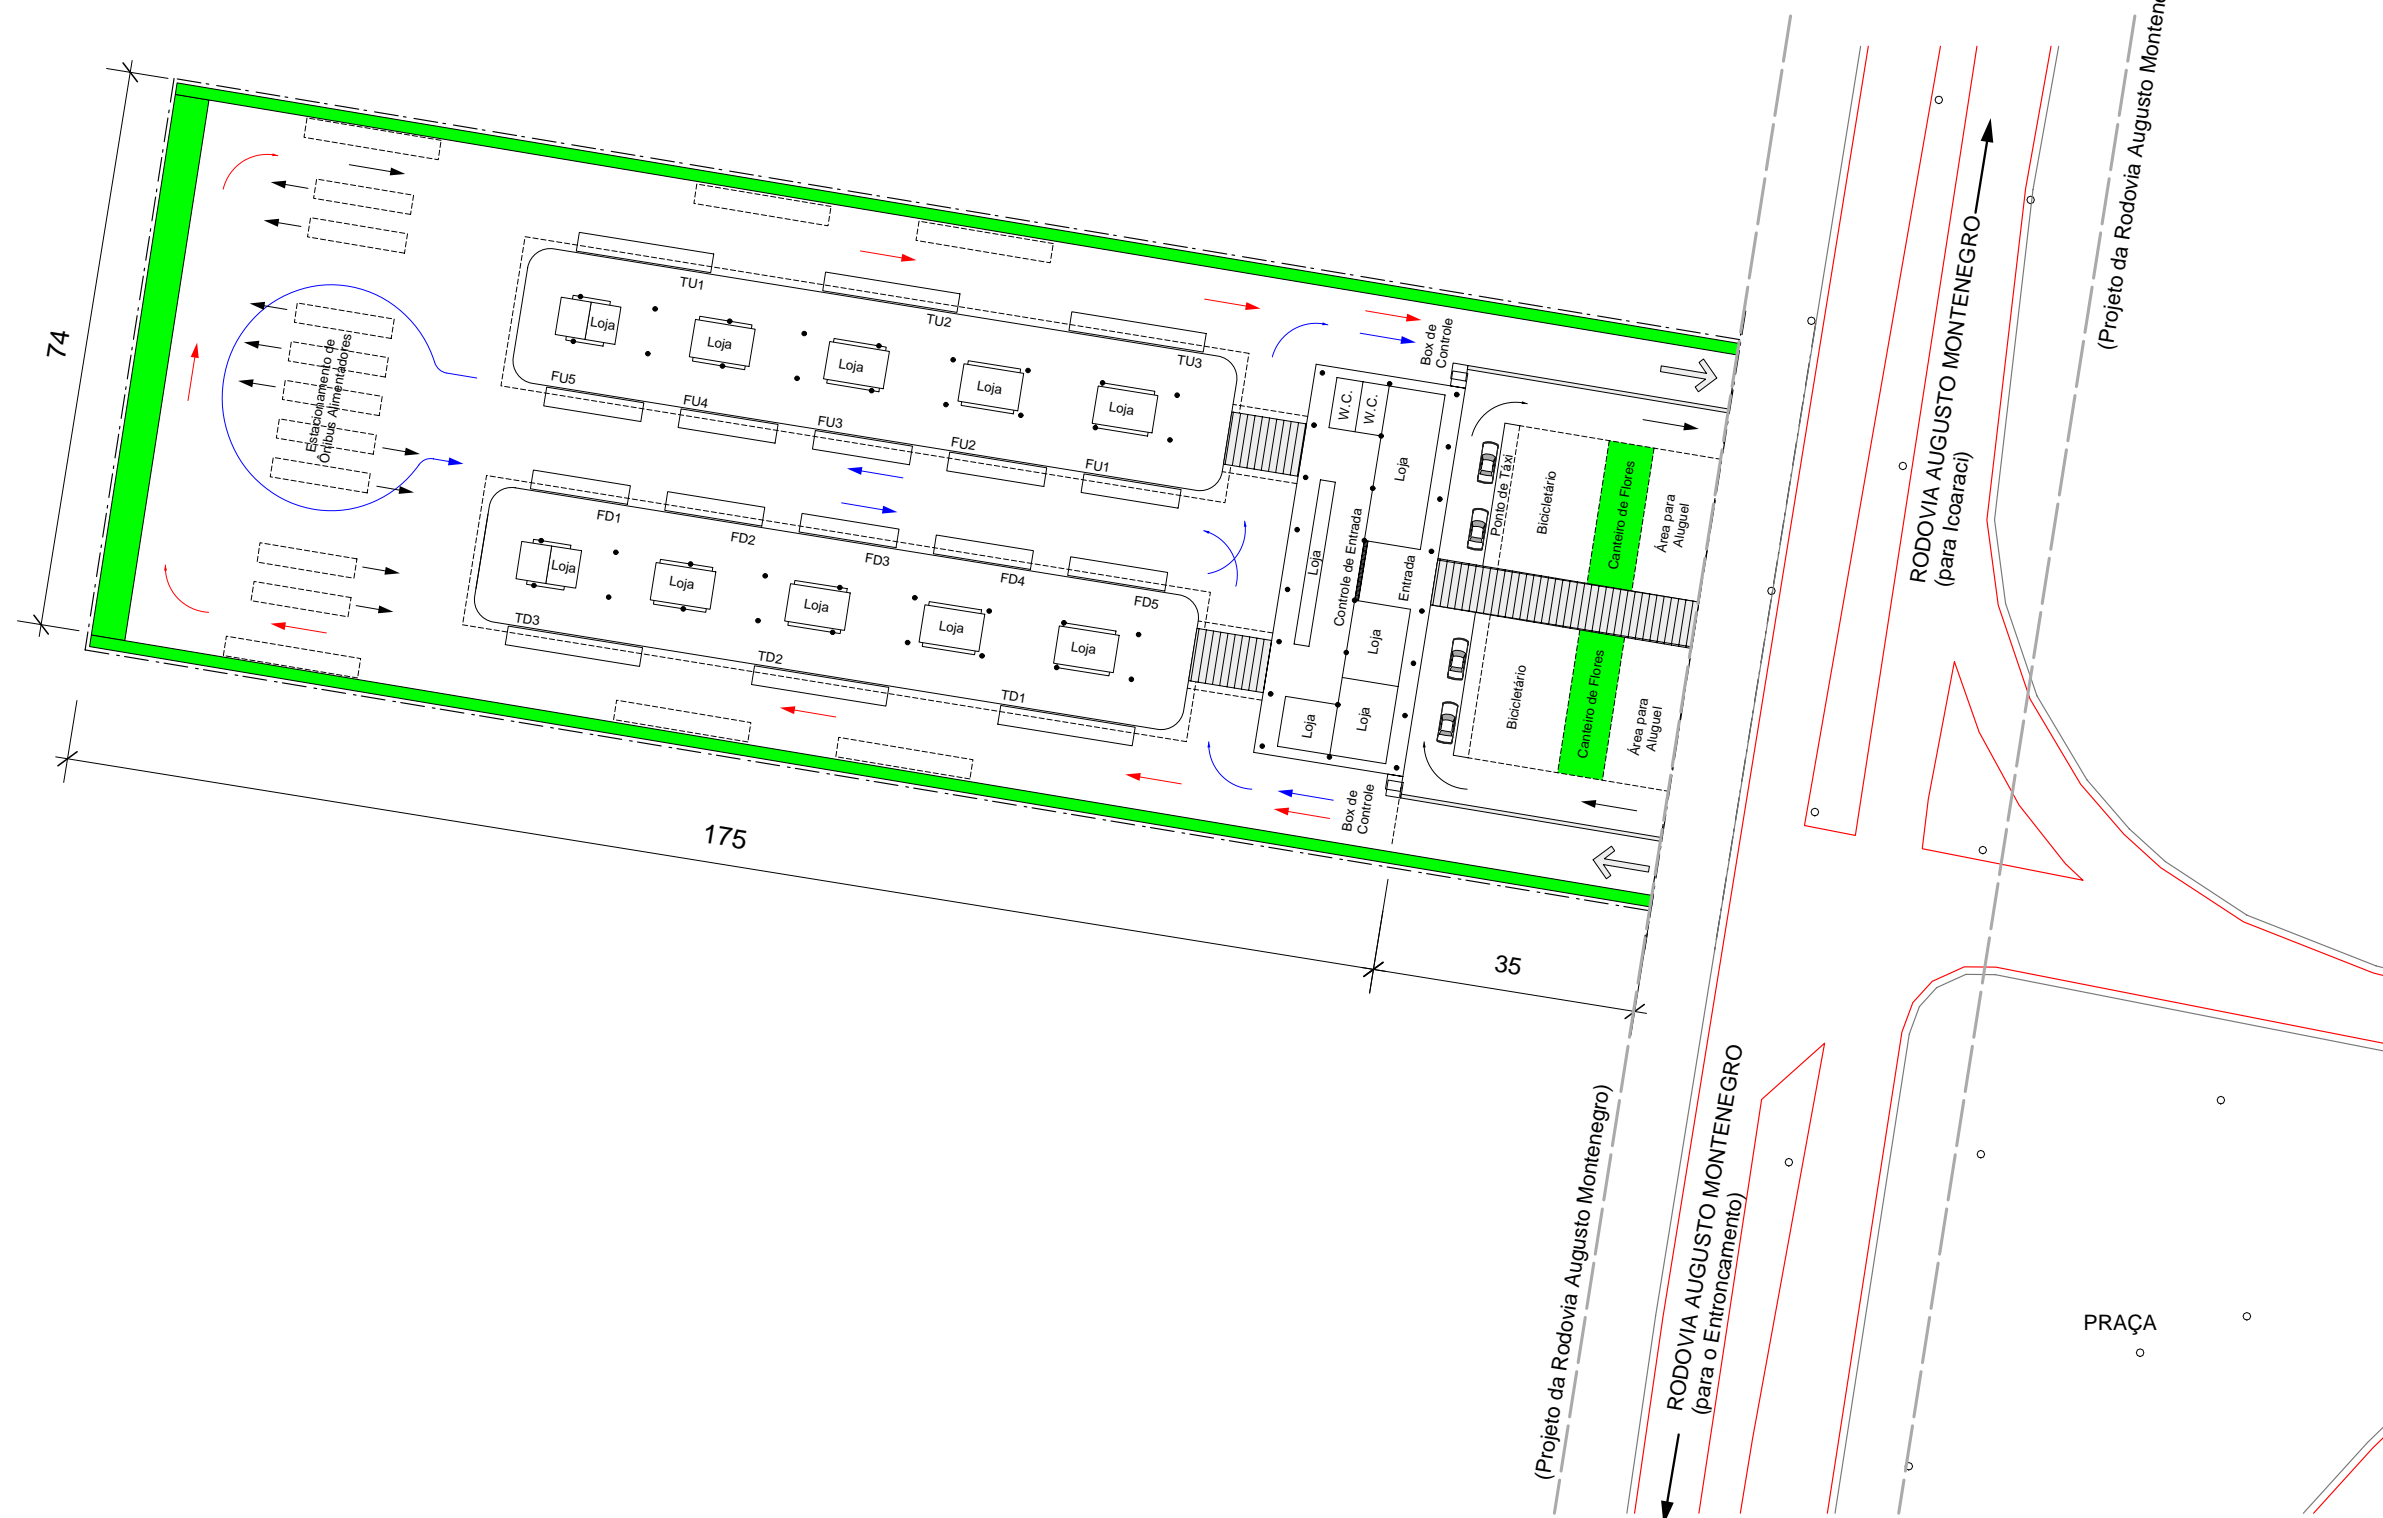 74
175
35
Estacionamento de
Ônibus Alimentadores
TU1
TU2
TU3
Loja
Loja
Loja
Loja
Loja
FU5
FU4
FU3
FU2
FU1
FD1
FD2
FD3
FD4
FD5
Loja
Loja
Loja
Loja
Loja
TD3
TD2
TD1
Box de
Controle
W.C.
W.C.
Loja
Loja
Controle de Entrada
Entrada
Loja
Loja
Loja
Box de
Controle
Ponto de Táxi
Bicicletário
Canteiro de Flores
Área para
Aluguel
Bicicletário
Canteiro de Flores
Área para
Aluguel
RODOVIA AUGUSTO MONTENEGRO
(para Icoaraci)
(Projeto da Rodovia Augusto Montene
RODOVIA AUGUSTO MONTENEGRO
(para o Entroncamento)
(Projeto da Rodovia Augusto Montenegro)
PRAÇA